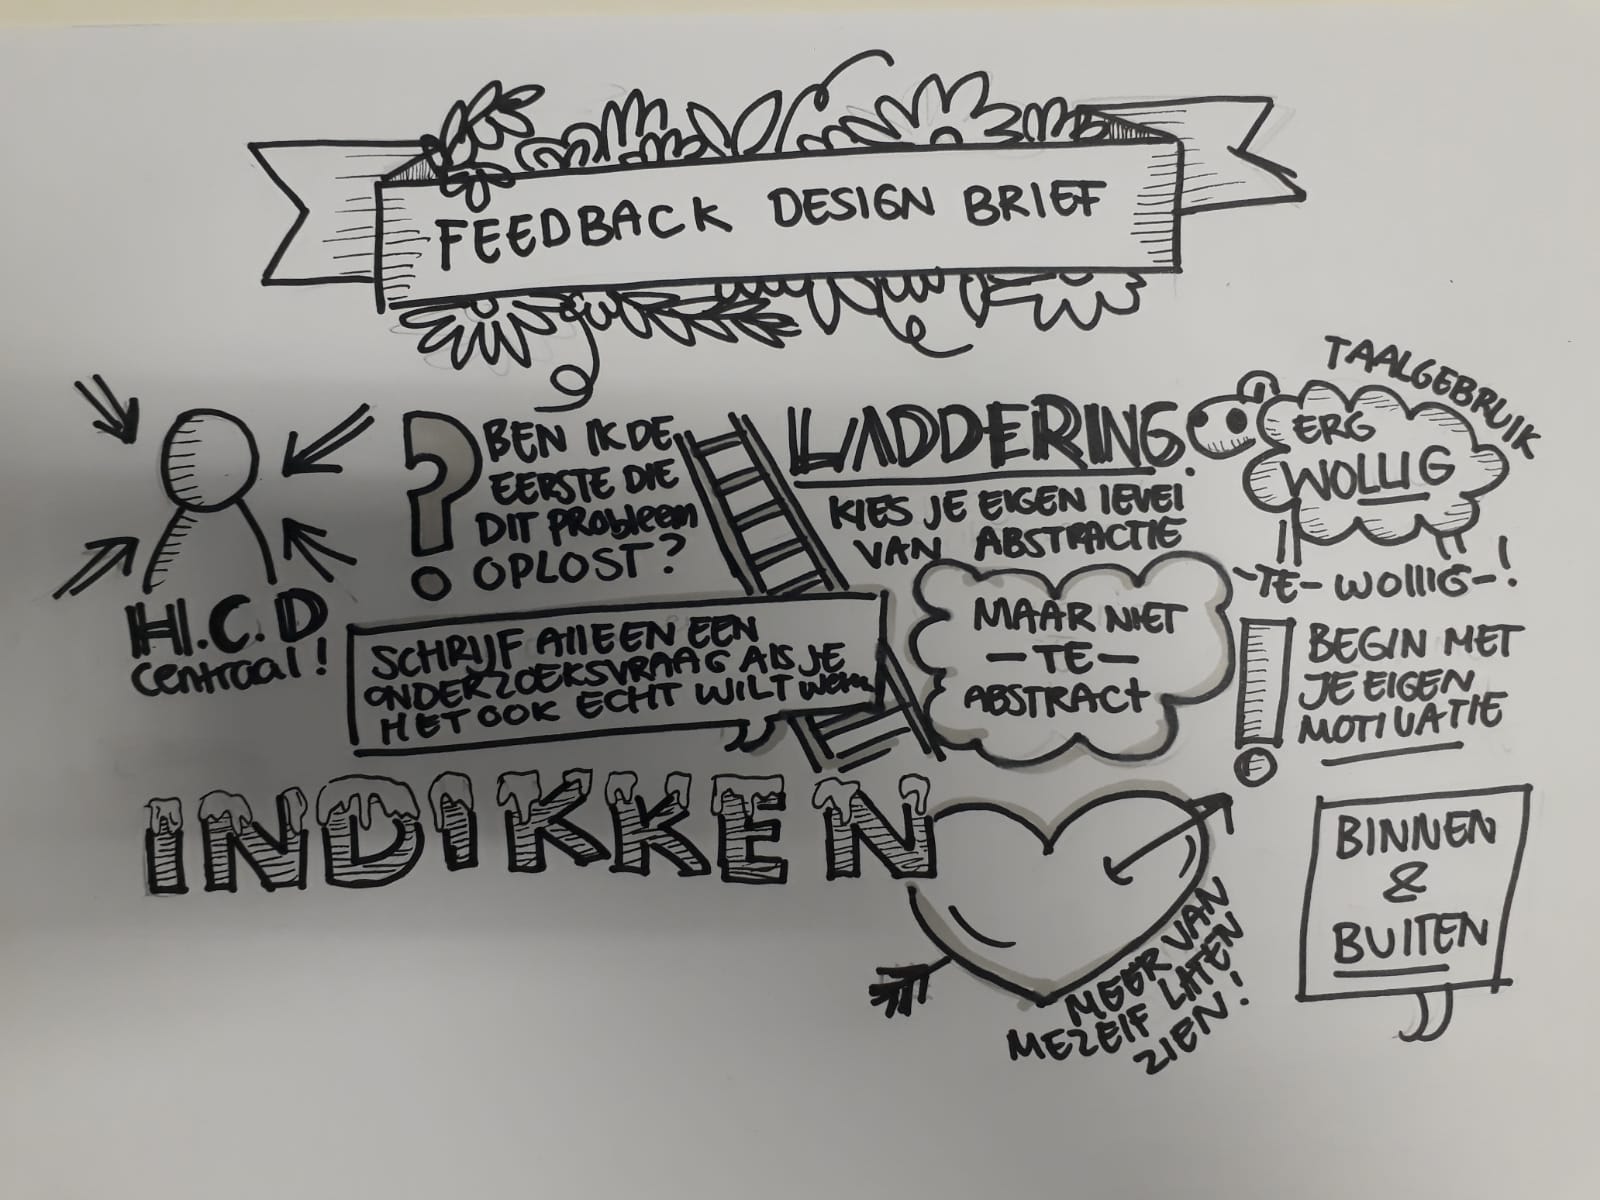 FEEDBACK DESIGN BRIEF
H.C.D
centraal!
?
BEN IK DE
EERSTE DIE
DIT PRObleem
OPLOST?
LADDERING
KIES JE EIGEN lEVEl
VAN ABSTRACTIE
MAAR NIET
-TE-
ABSTRACt
TAALGEBRUIK
ERG
WOLLIG
-TE-WOllIG-!
SCHRIJF AllEEN EEN
ONDERZOEKSVRAAG AlS JE
HET OOK ECHT WILT weten
!
BEGIN MET
JE EIGEN
MOTIVATIE
INDIKKEN
MEER VAN
MEZElF LATEN
ZIEN!
BINNEN
&
BUITEN